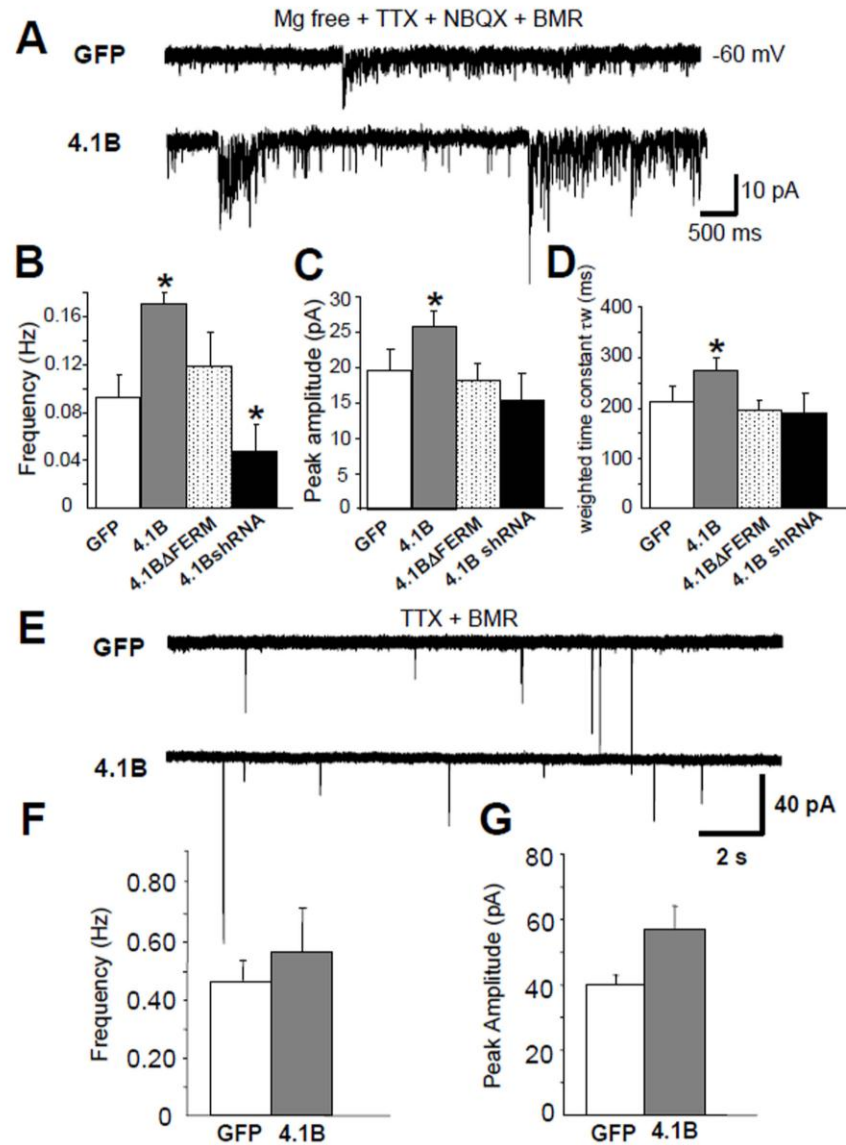 A
Mg free + TTX + NBQX + BMR
GFP
-60 mV
4.1B
10 pA
500 ms
B
Frequency (Hz)
0.16
0.12
0.08
0.04
0
*
*
GFP
4.1B
4.1BΔFERM
4.1BshRNA
C
Peak amplitude (pA)
30
25
20
15
10
5
0
*
GFP
4.1B
4.1BΔFERM
4.1B shRNA
D
weighted time constant τw (ms)
400
300
200
100
0
*
GFP
4.1B
4.1BΔFERM
4.1B shRNA
E
TTX + BMR
GFP
4.1B
40 pA
2 s
F
Frequency (Hz)
0.80
0.60
0.40
0.20
0
GFP 4.1B
G
Peak Amplitude (pA)
80
60
40
20
0
GFP 4.1B